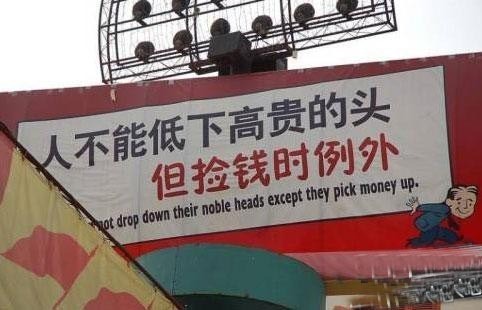 人不能低下高贵的头
但捡钱时例外
not drop down their noble heads except they pick money up.